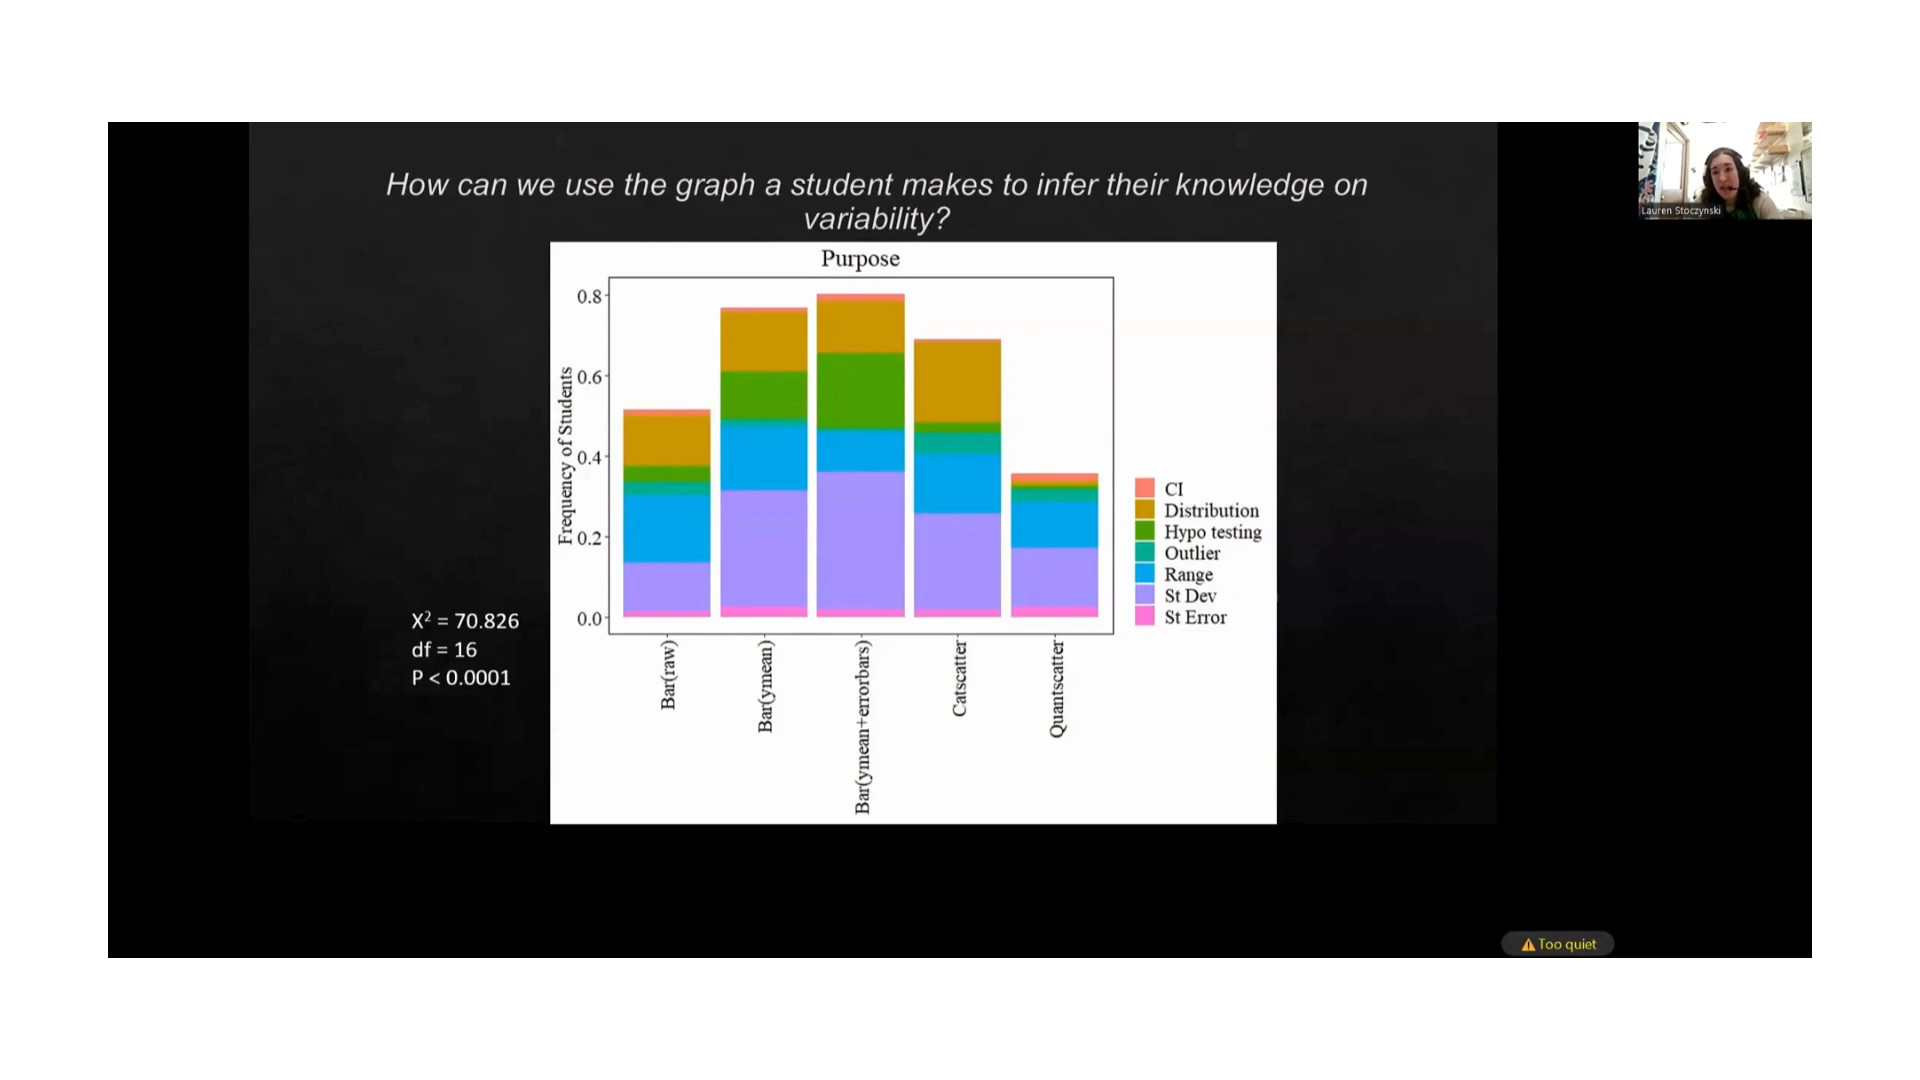 How can we use the graph a student makes to infer their knowledge on
variability?
Lauren Stoczynski
Purpose
Frequency of Students
0.8
0.6
0.4
0.2
0.0
Bar(raw)
Bar(ymean)
Bar(ymean+errorbars)
Catscatter
Quantscatter
CI
Distribution
Hypo testing
Outlier
Range
St Dev
St Error
X² = 70.826
df = 16
P < 0.0001
Too quiet